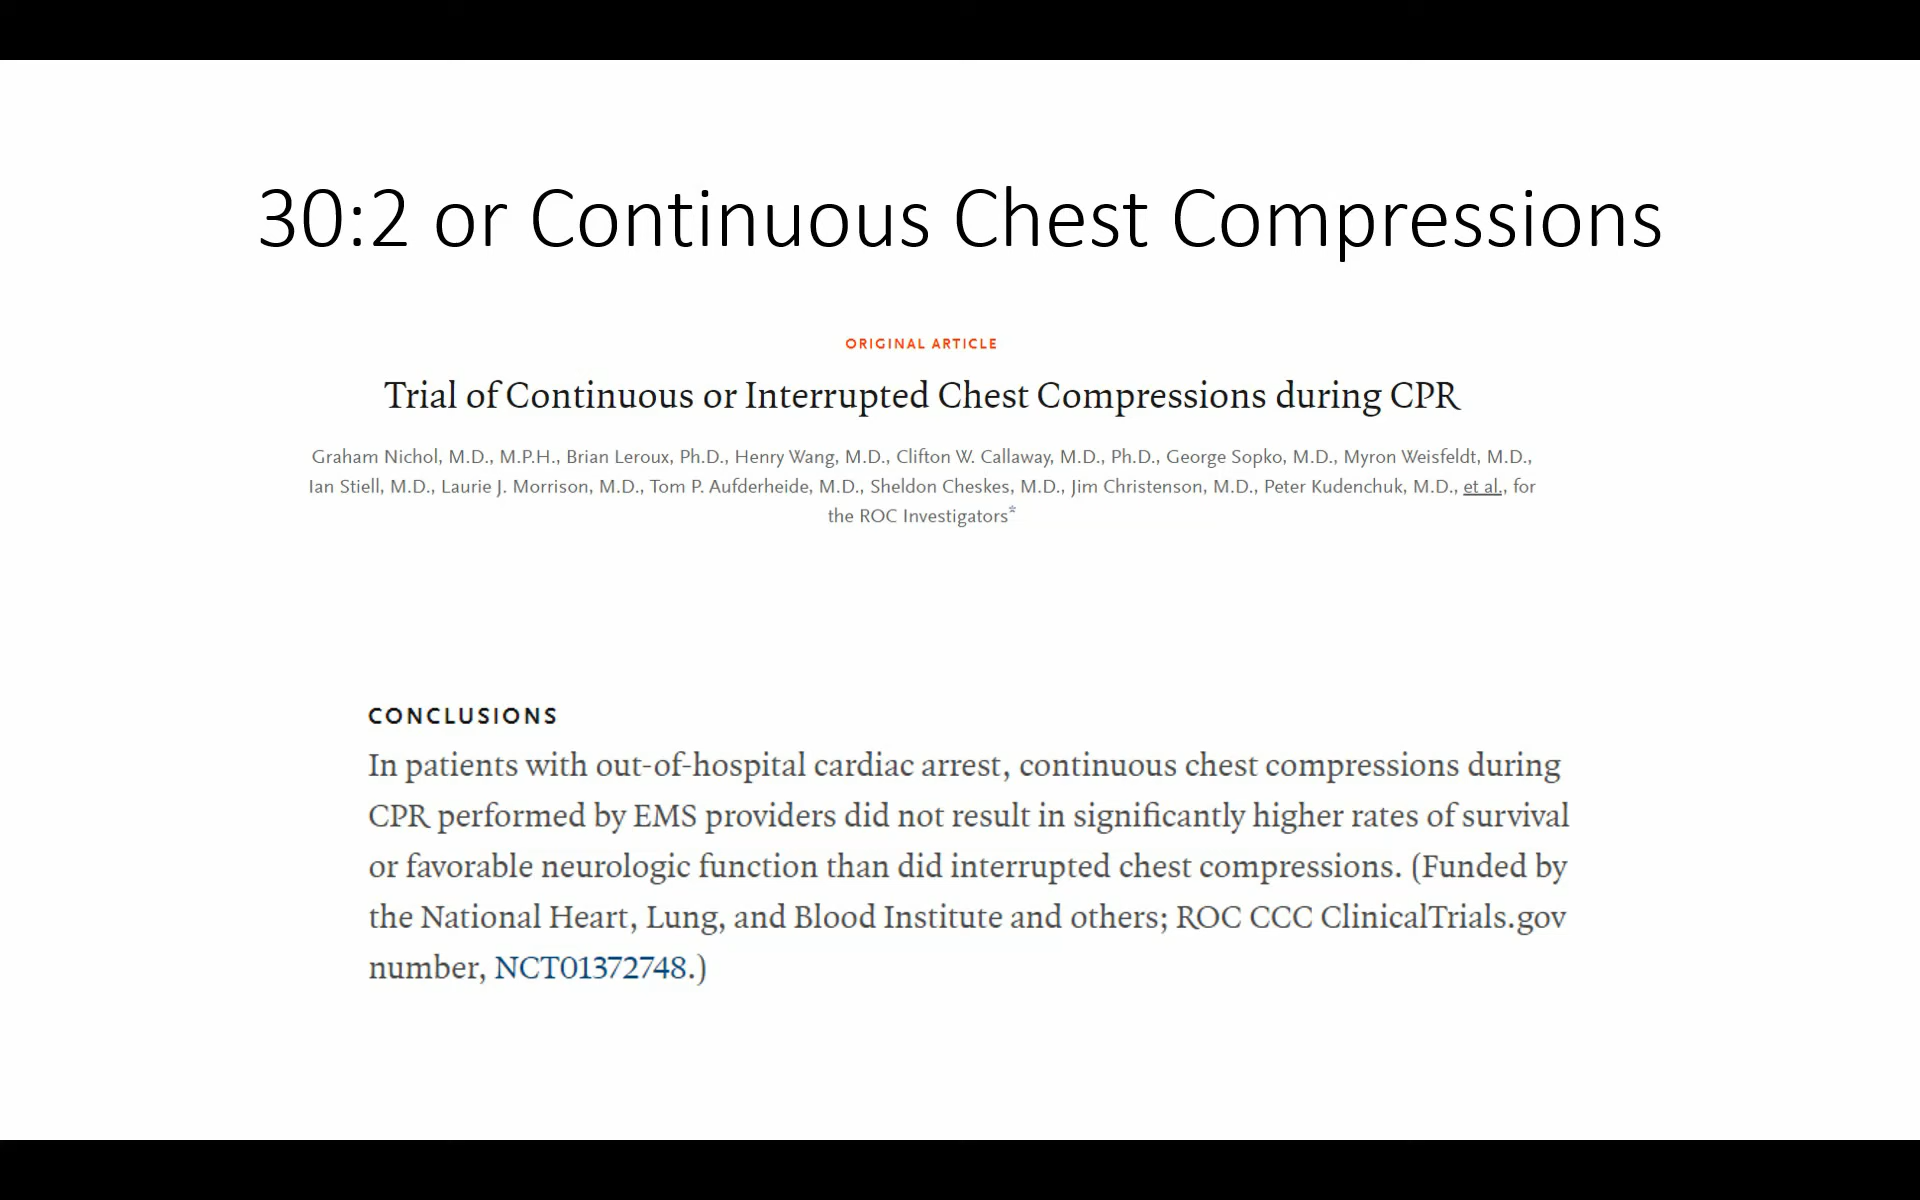 30:2 or Continuous Chest Compressions
ORIGINAL ARTICLE
Trial of Continuous or Interrupted Chest Compressions during CPR
Graham Nichol, M.D., M.P.H., Brian Leroux, Ph.D., Henry Wang, M.D., Clifton W. Callaway, M.D., Ph.D., George Sopko, M.D., Myron Weisfeldt, M.D.,
Ian Stiell, M.D., Laurie J. Morrison, M.D., Tom P. Aufderheide, M.D., Sheldon Cheskes, M.D., Jim Christenson, M.D., Peter Kudenchuk, M.D., et al., for
the ROC Investigators*
CONCLUSIONS
In patients with out-of-hospital cardiac arrest, continuous chest compressions during
CPR performed by EMS providers did not result in significantly higher rates of survival
or favorable neurologic function than did interrupted chest compressions. (Funded by
the National Heart, Lung, and Blood Institute and others; ROC CCC ClinicalTrials.gov
number, NCT01372748.)